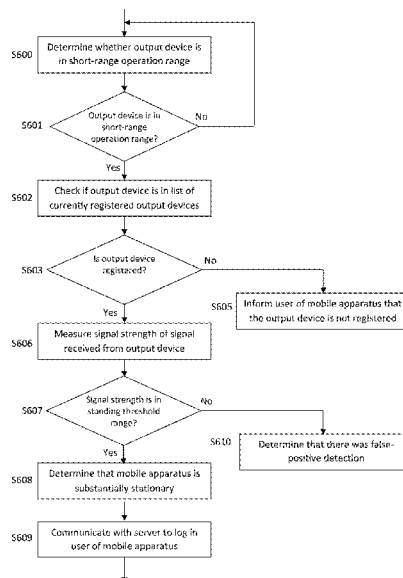 S600
Determine whether output device is
in short-range operation range
S601
Output device is in
short-range
operation range?
No
Yes
S602
Check if output device is in list of
currently registered output devices
S603
Is output device
registered?
No
Yes
S605
Inform user of mobile apparatus that
the output device is not registered
S606
Measure signal strength of signal
received from output device
S607
Signal strength is in
standing threshold
range?
No
Yes
S610
Determine that there was false-
positive detection
S608
Determine that mobile apparatus is
substantially stationary
S609
Communicate with server to log in
user of mobile apparatus